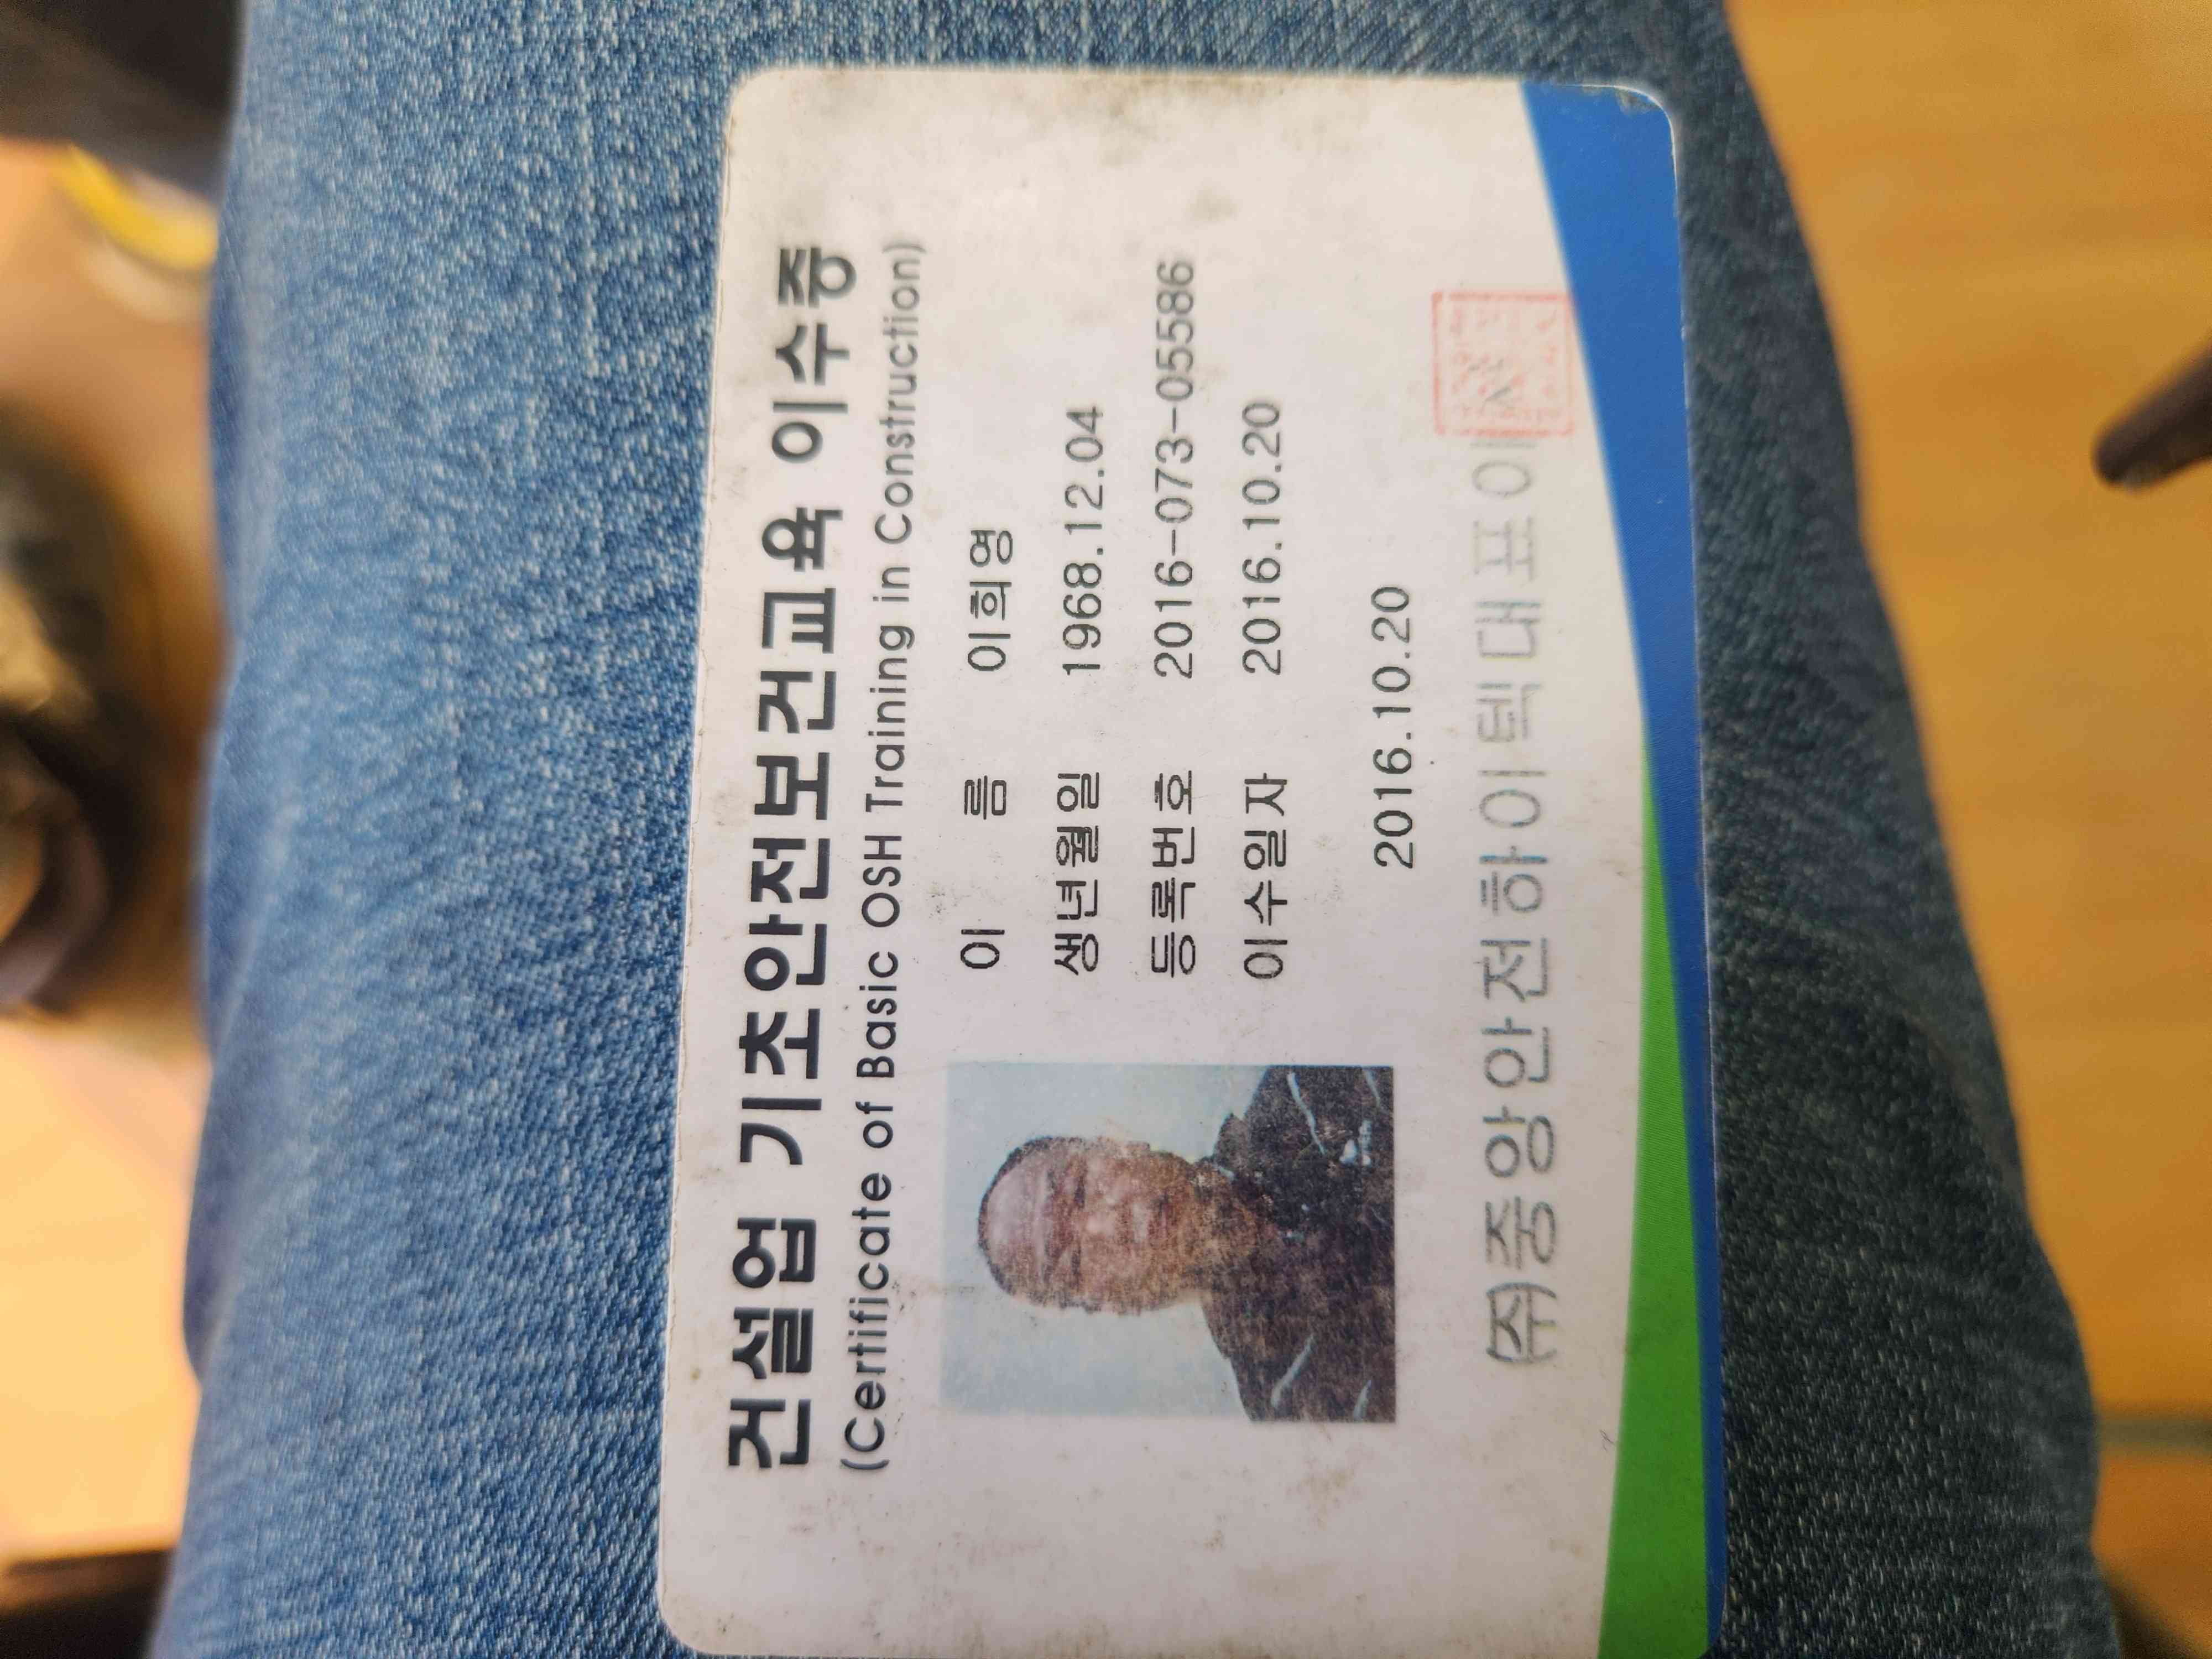 건설업 기초안전보건교육 이수증
(Certificate of Basic OSH Training in Construction)
이 름 이희영
생년월일 1968.12.04
등록번호 2016-073-05586
이수일자 2016.10.20
2016.10.20
(주)중앙안전하이텍대표이